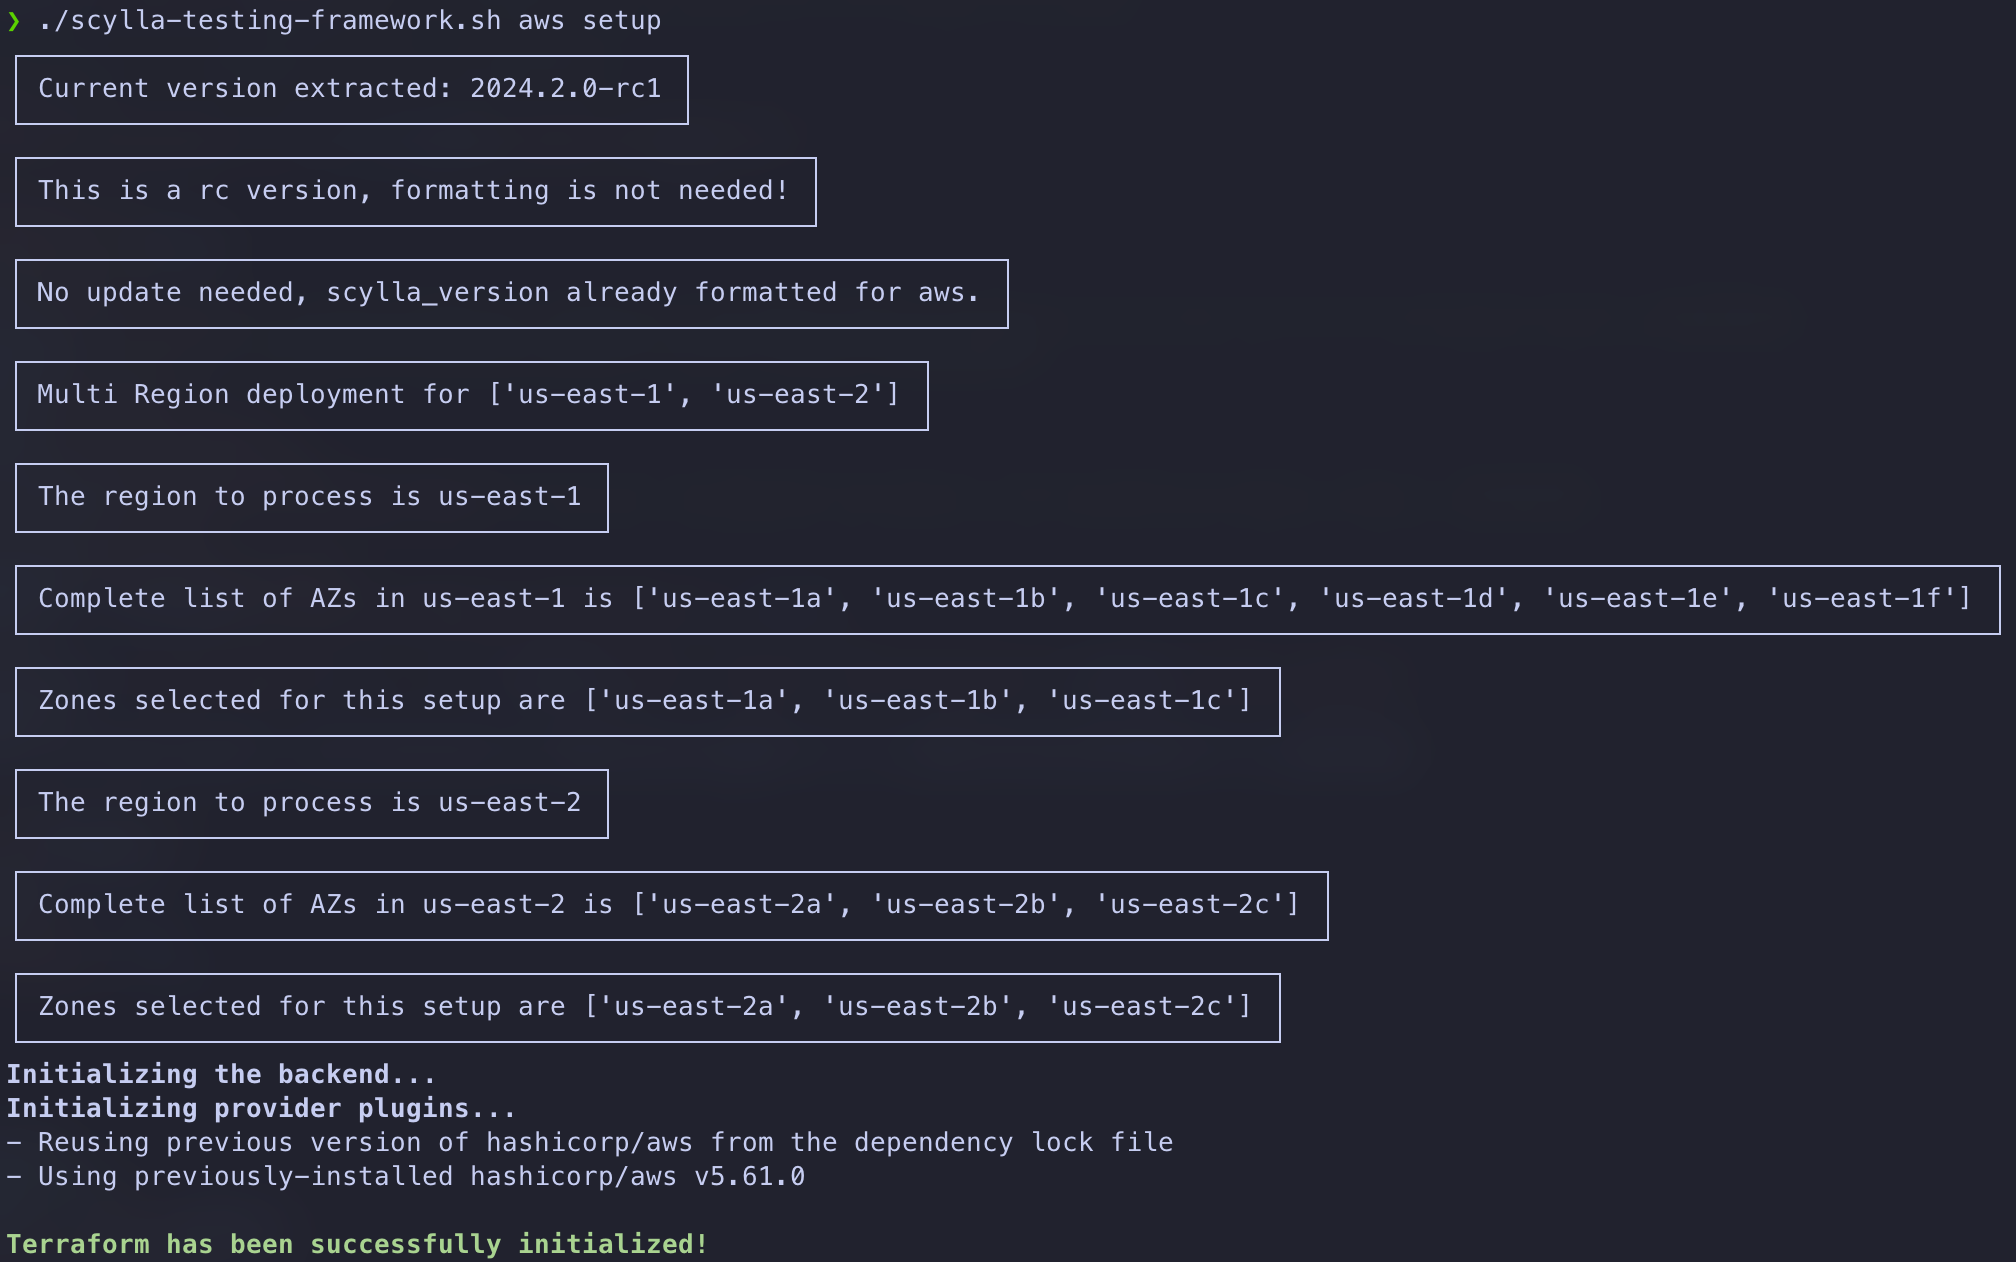 ❯ ./scylla-testing-framework.sh aws setup
Current version extracted: 2024.2.0-rc1
This is a rc version, formatting is not needed!
No update needed, scylla_version already formatted for aws.
Multi Region deployment for ['us-east-1', 'us-east-2']
The region to process is us-east-1
Complete list of AZs in us-east-1 is ['us-east-1a', 'us-east-1b', 'us-east-1c', 'us-east-1d', 'us-east-1e', 'us-east-1f']
Zones selected for this setup are ['us-east-1a', 'us-east-1b', 'us-east-1c']
The region to process is us-east-2
Complete list of AZs in us-east-2 is ['us-east-2a', 'us-east-2b', 'us-east-2c']
Zones selected for this setup are ['us-east-2a', 'us-east-2b', 'us-east-2c']
Initializing the backend...
Initializing provider plugins...
- Reusing previous version of hashicorp/aws from the dependency lock file
- Using previously-installed hashicorp/aws v5.61.0
Terraform has been successfully initialized!